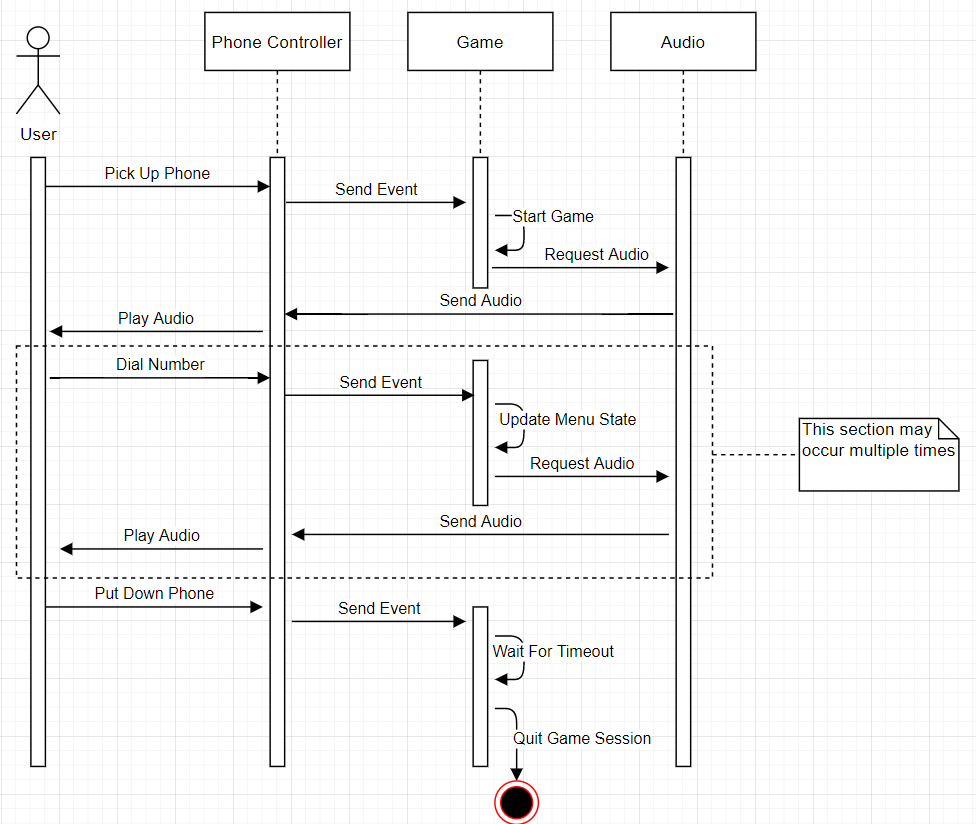 Phone Controller
Game
Audio
User
Pick Up Phone
Send Event
Start Game
Request Audio
Send Audio
Play Audio
Dial Number
Send Event
Update Menu State
This section may
occur multiple times
Request Audio
Send Audio
Play Audio
Put Down Phone
Send Event
Wait For Timeout
Quit Game Session